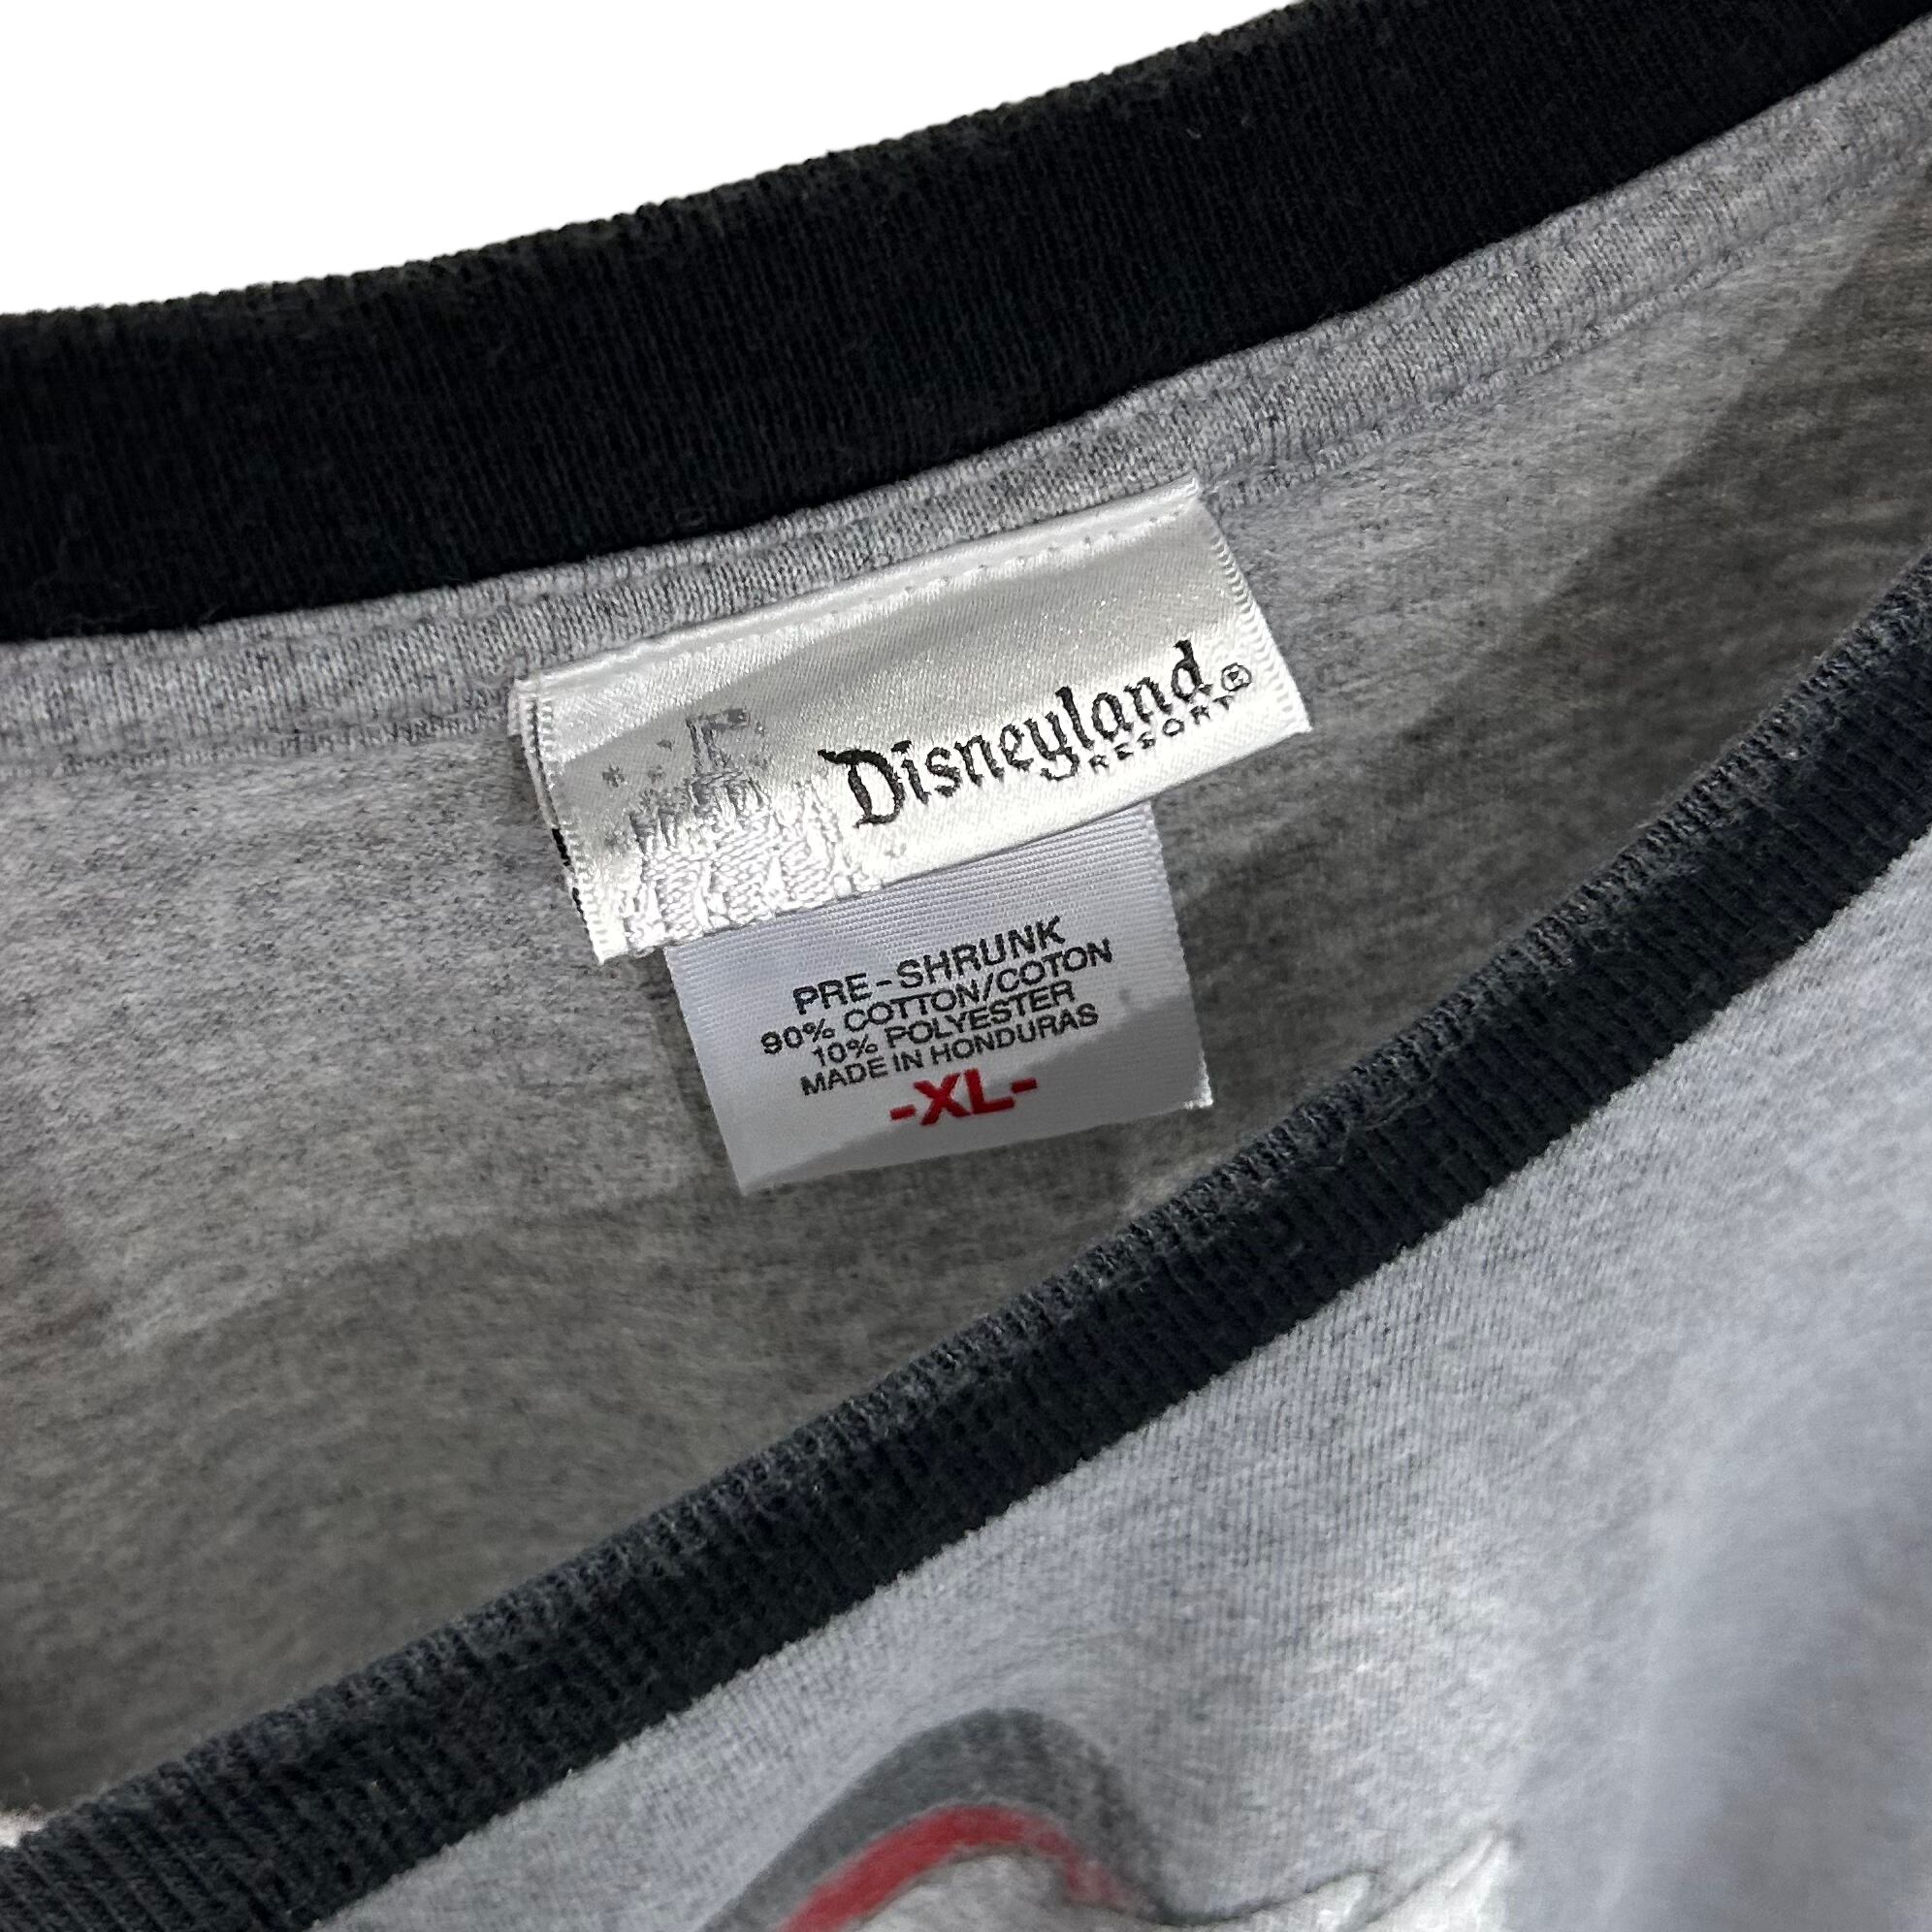 Disneyland®
RESORT
PRE-SHRUNK
90% COTTON/COTON
10% POLYESTER
MADE IN HONDURAS
-XL-